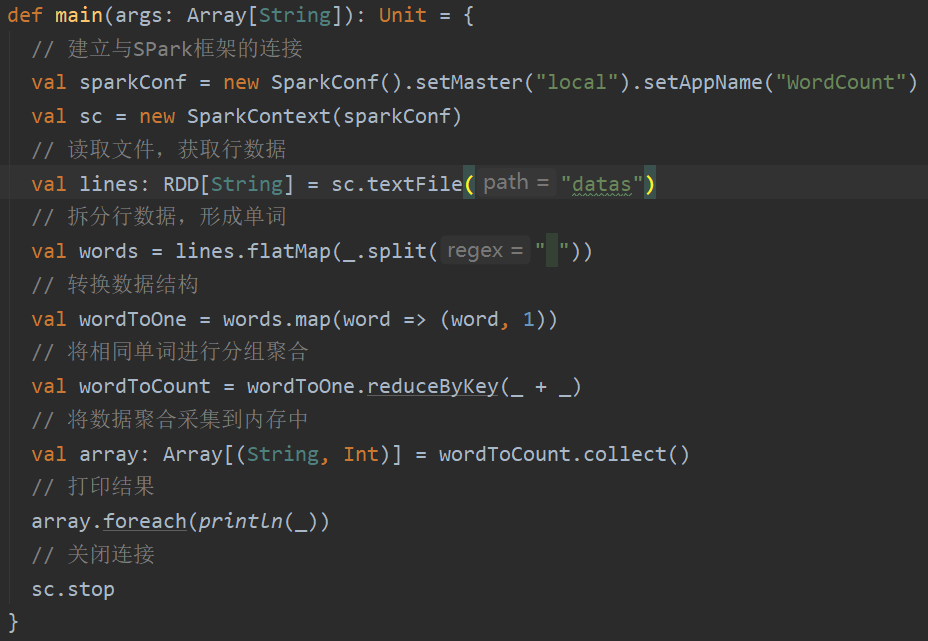 def main(args: Array[String]): Unit = {
// 建立与SPark框架的连接
val sparkConf = new SparkConf().setMaster("local").setAppName("WordCount")
val sc = new SparkContext(sparkConf)
// 读取文件，获取行数据
val lines: RDD[String] = sc.textFile( path = "datas")
// 拆分行数据，形成单词
val words = lines.flatMap(_.split( regex = " "))
// 转换数据结构
val wordToOne = words.map(word => (word, 1))
// 将相同单词进行分组聚合
val wordToCount = wordToOne.reduceByKey(_ + _)
// 将数据聚合采集到内存中
val array: Array[(String, Int)] = wordToCount.collect()
// 打印结果
array.foreach(println(_))
// 关闭连接
sc.stop
}